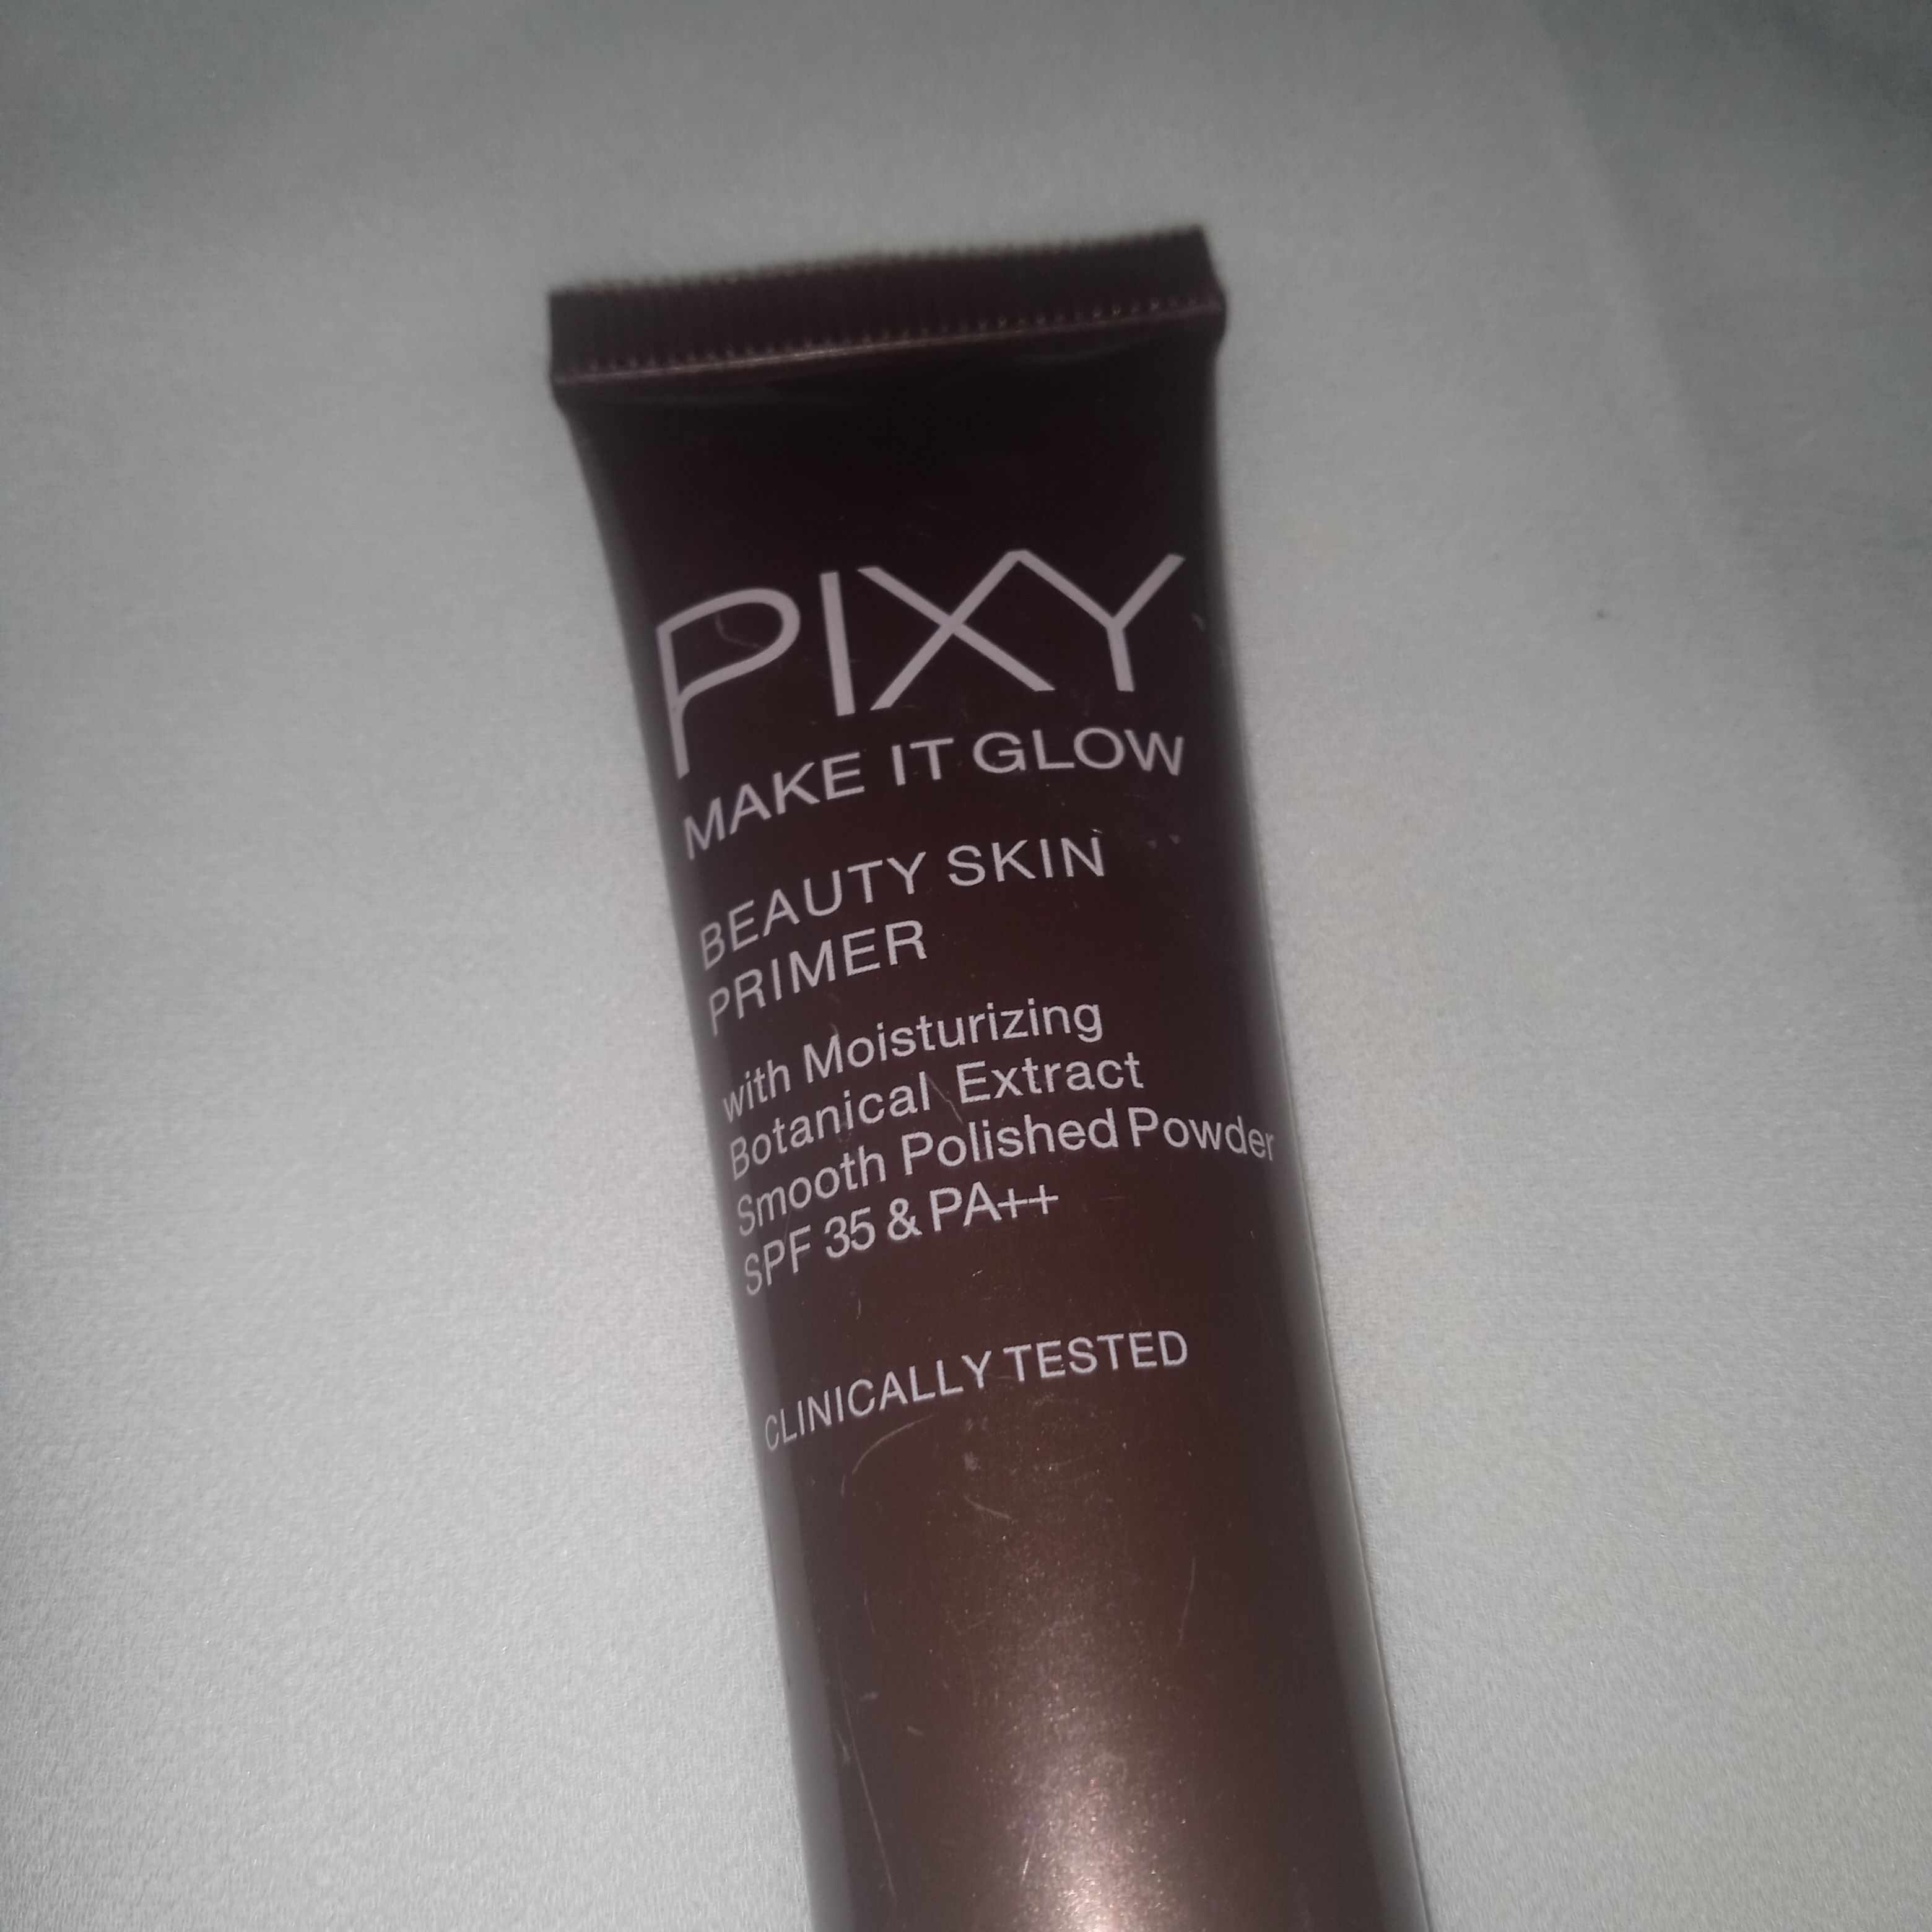 PIXY
MAKE IT GLOW
BEAUTY SKIN
PRIMER
with Moisturizing
Botanical Extract
Smooth Polished Powder
SPF 35 & PA++
CLINICALLY TESTED